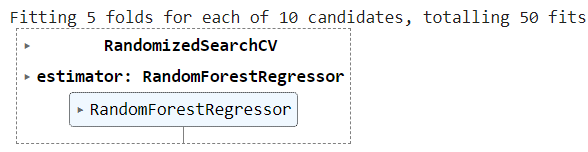 Fitting 5 folds for each of 10 candidates, totalling 50 fits
RandomizedSearchCV
estimator: RandomForestRegressor
RandomForestRegressor